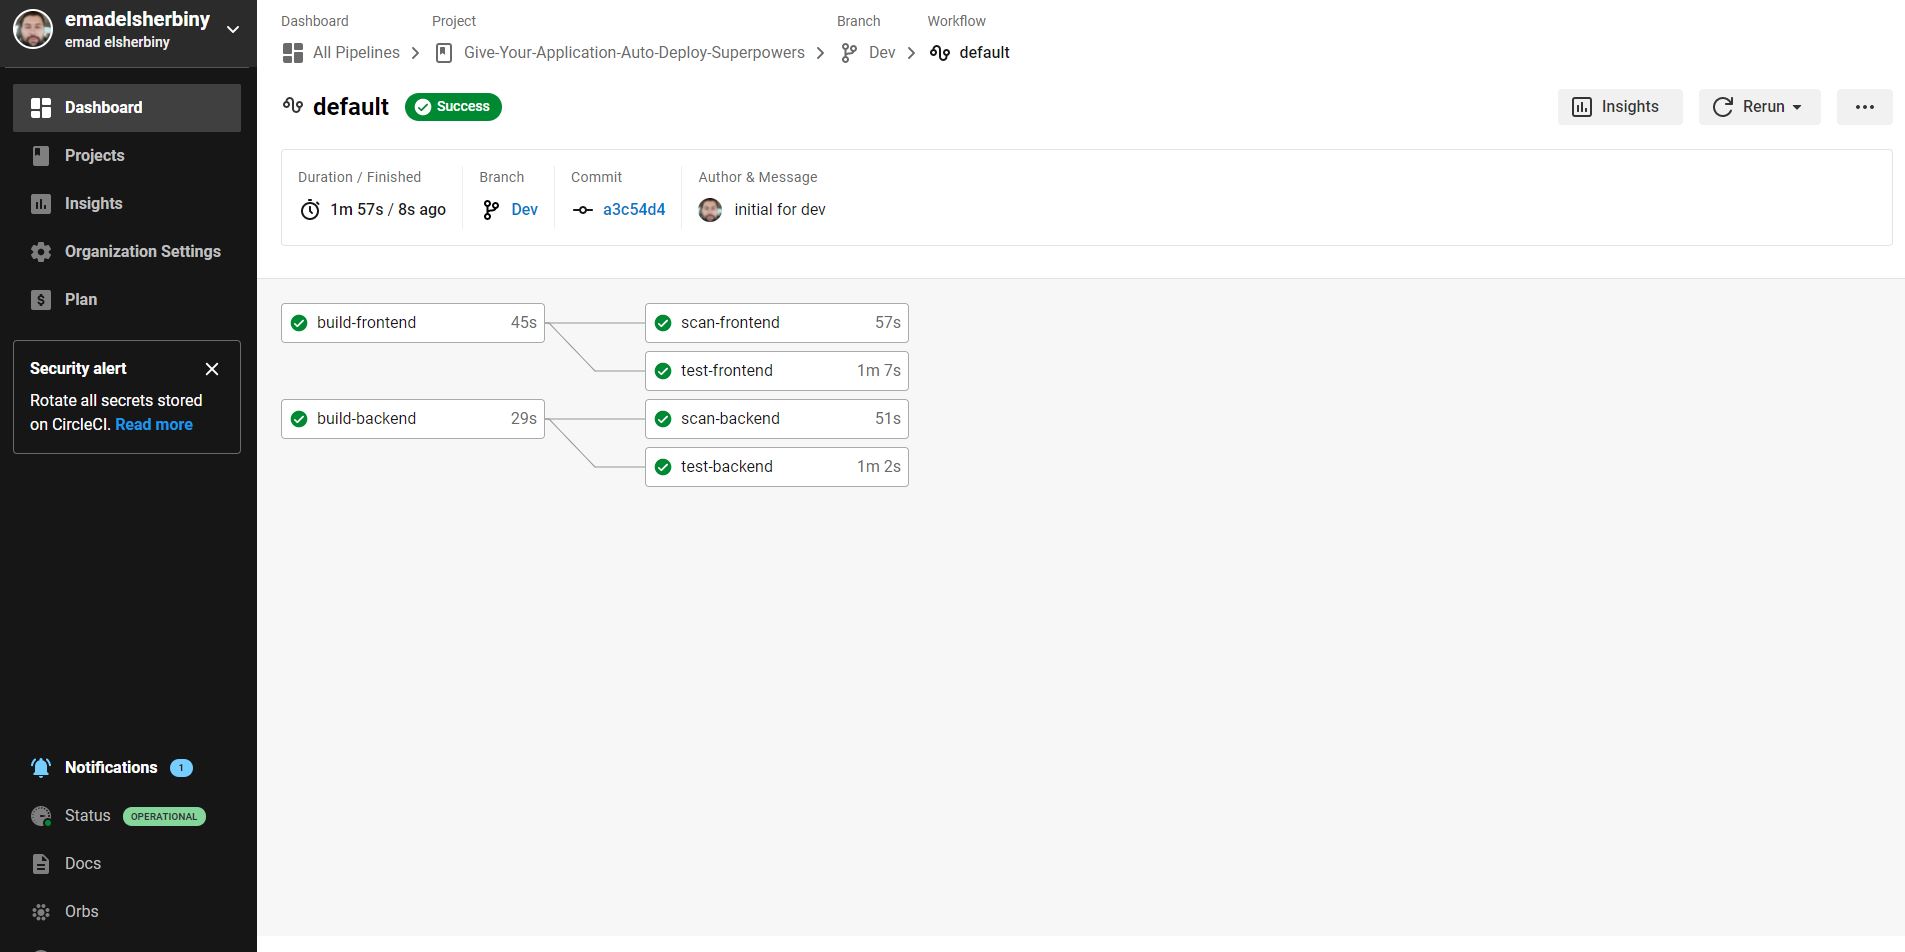 emadelsherbiny
emad elsherbiny
Dashboard
Projects
Insights
Organization Settings
Plan
Security alert
Rotate all secrets stored
on CircleCI. Read more
Notifications 1
Status OPERATIONAL
Docs
Orbs
Dashboard Project Branch Workflow
All Pipelines Give-Your-Application-Auto-Deploy-Superpowers Dev default
default Success
Insights Rerun
Duration / Finished Branch Commit Author & Message
1m 57s / 8s ago Dev a3c54d4 initial for dev
build-frontend 45s scan-frontend 57s
test-frontend 1m 7s
build-backend 29s scan-backend 51s
test-backend 1m 2s